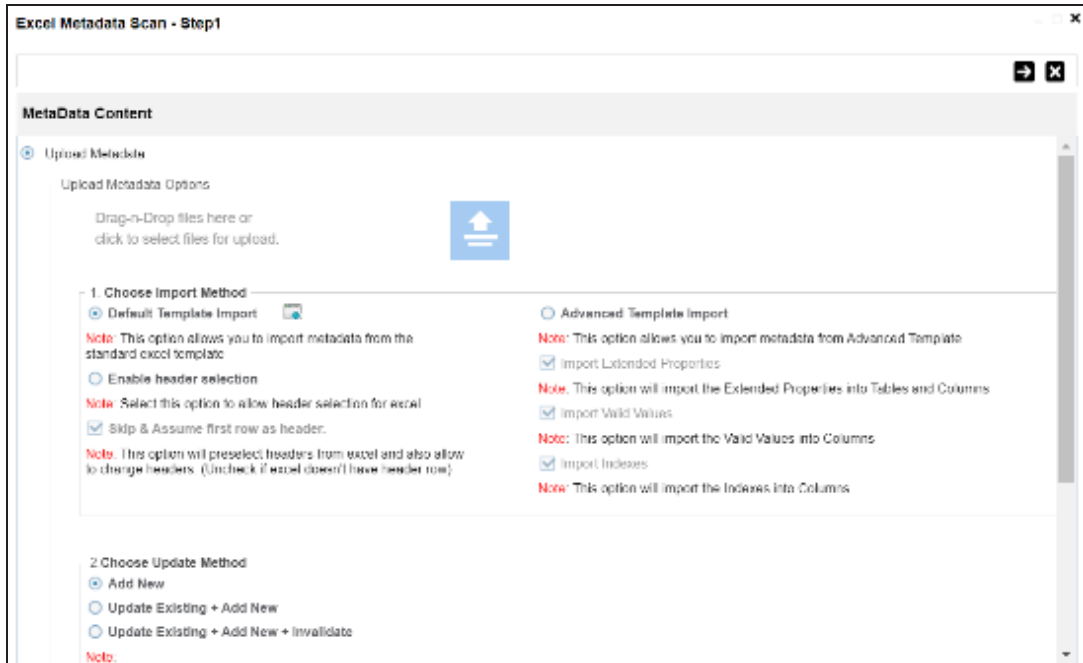 Excel Metadata Scan - Step1
MetaData Content
Upload Metadata
Upload Metadata Options
Drag-n-Drop files here or
click to select files for upload.
1. Choose Import Method
Default Template Import
Note: This option allows you to import metadata from the
standard excel template
Enable header selection
Note: Select this option to allow header selection for excel
Skip & Assume first row as header.
Note: This option will preselect headers from excel and also allow
to change headers. (Uncheck if excel doesn't have header row)
Advanced Template Import
Note: This option allows you to import metadata from Advanced Template
Import Extended Properties
Note: This option will import the Extended Properties into Tables and Columns
Import Valid Values
Note: This option will import the Valid Values into Columns
Import Indexes
Note: This option will import the Indexes into Columns
2.Choose Update Method
Add New
Update Existing + Add New
Update Existing + Add New + Invalidate
Note: